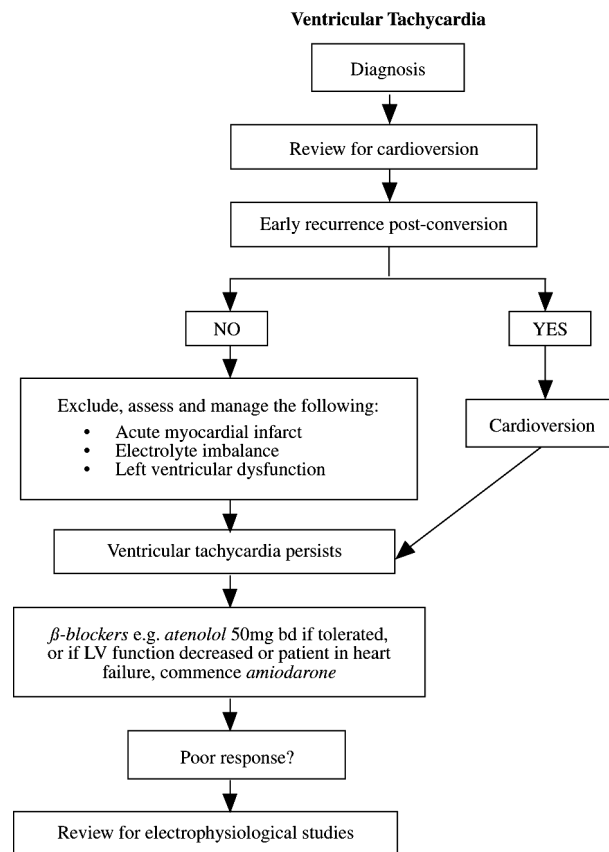 Ventricular Tachycardia
Diagnosis
Review for cardioversion
Early recurrence post-conversion
NO
YES
Exclude, assess and manage the following:
• Acute myocardial infarct
• Electrolyte imbalance
• Left ventricular dysfunction
Cardioversion
Ventricular tachycardia persists
β-blockers e.g. atenolol 50mg bd if tolerated,
or if LV function decreased or patient in heart
failure, commence amiodarone
Poor response?
Review for electrophysiological studies